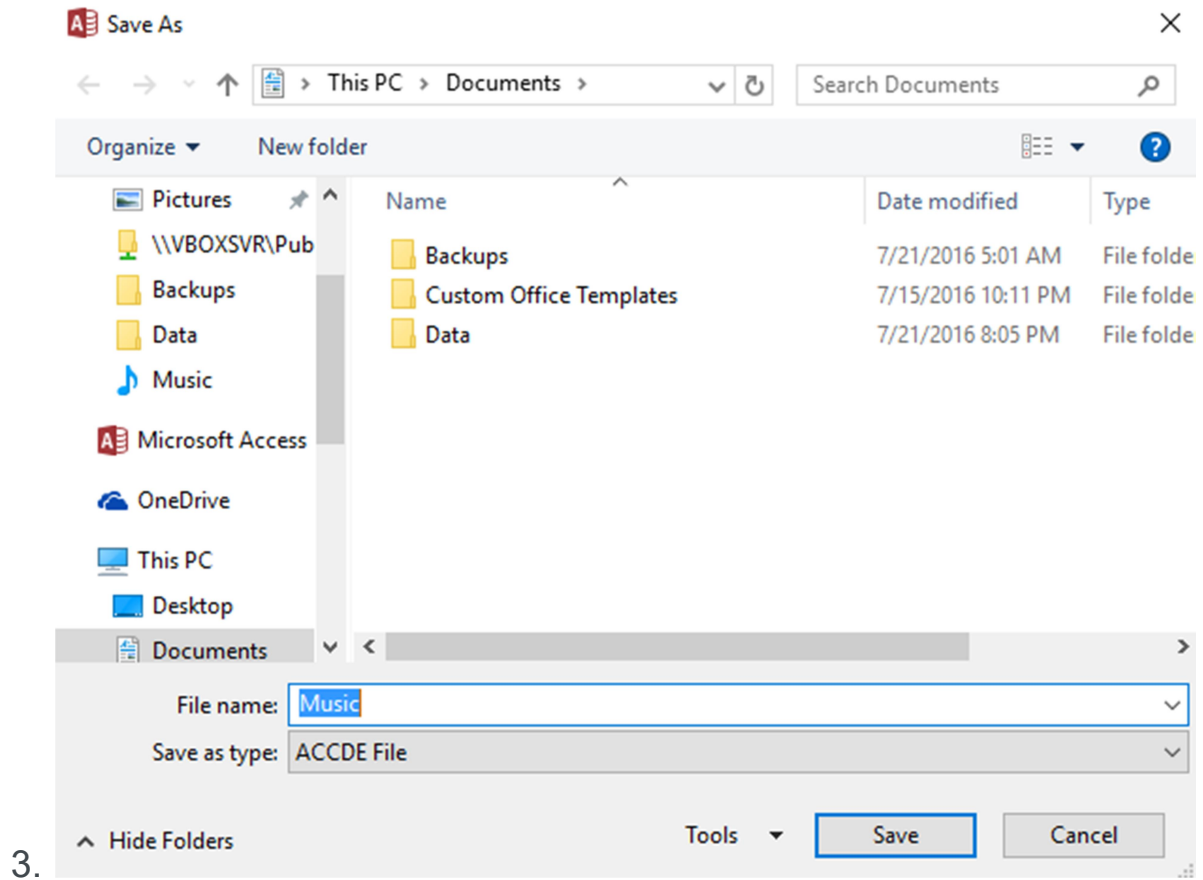 Save As
This PC > Documents >
Search Documents
Organize
New folder
?
Name
Date modified
Type
Pictures
\\VBOXSVR\Pub
Backups
Data
Music
Microsoft Access
OneDrive
This PC
Desktop
Documents
Backups 7/21/2016 5:01 AM File folde
Custom Office Templates 7/15/2016 10:11 PM File folde
Data 7/21/2016 8:05 PM File folde
File name: Music
Save as type: ACCDE File
Hide Folders
Tools
Save
Cancel
3.